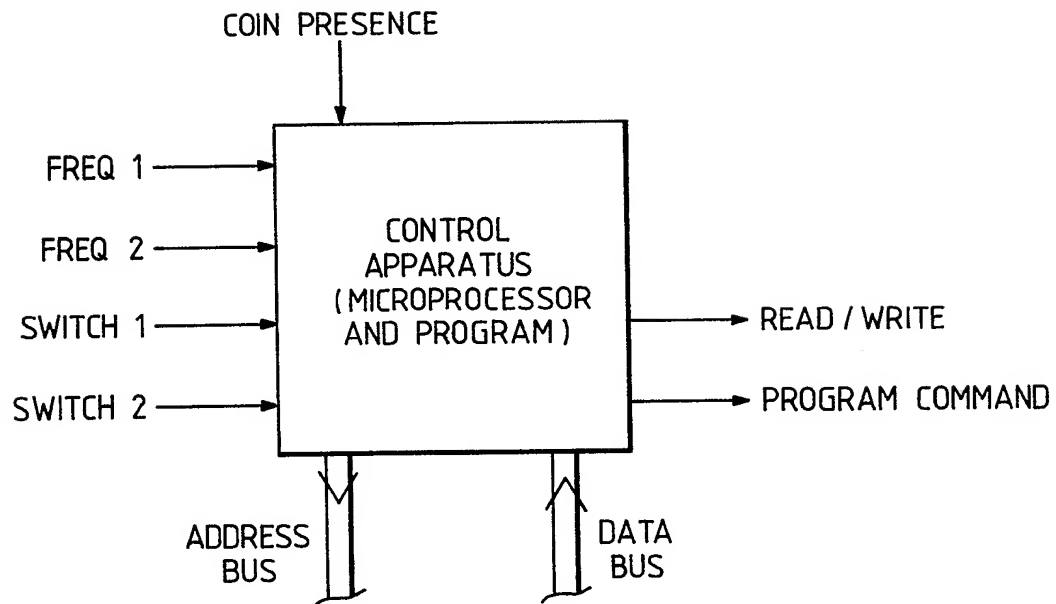 COIN PRESENCE
FREQ 1
FREQ 2
SWITCH 1
SWITCH 2
CONTROL
APPARATUS
(MICROPROCESSOR
AND PROGRAM)
READ / WRITE
PROGRAM COMMAND
ADDRESS
BUS
DATA
BUS